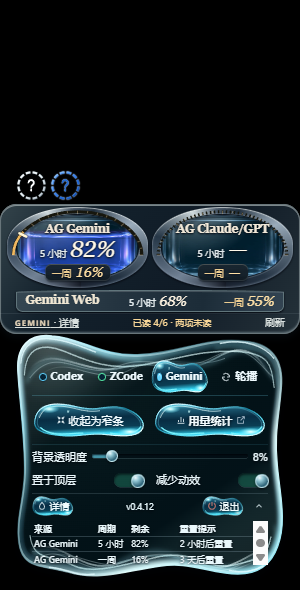 ? ?
AG Gemini AG Claude/GPT
5 小时 82% 5 小时 —
一周 16% 一周 —
Gemini Web 5 小时 68% 一周 55%
GEMINI · 详情 已读 4/6 · 两项未读 刷新
Codex ZCode Gemini 轮播
收起为窄条 用量统计
背景透明度 8%
置于顶层 减少动效
详情 v0.4.12 退出
来源 周期 剩余 重置提示
AG Gemini 5 小时 82% 2 小时后重置
AG Gemini 一周 16% 3 天后重置